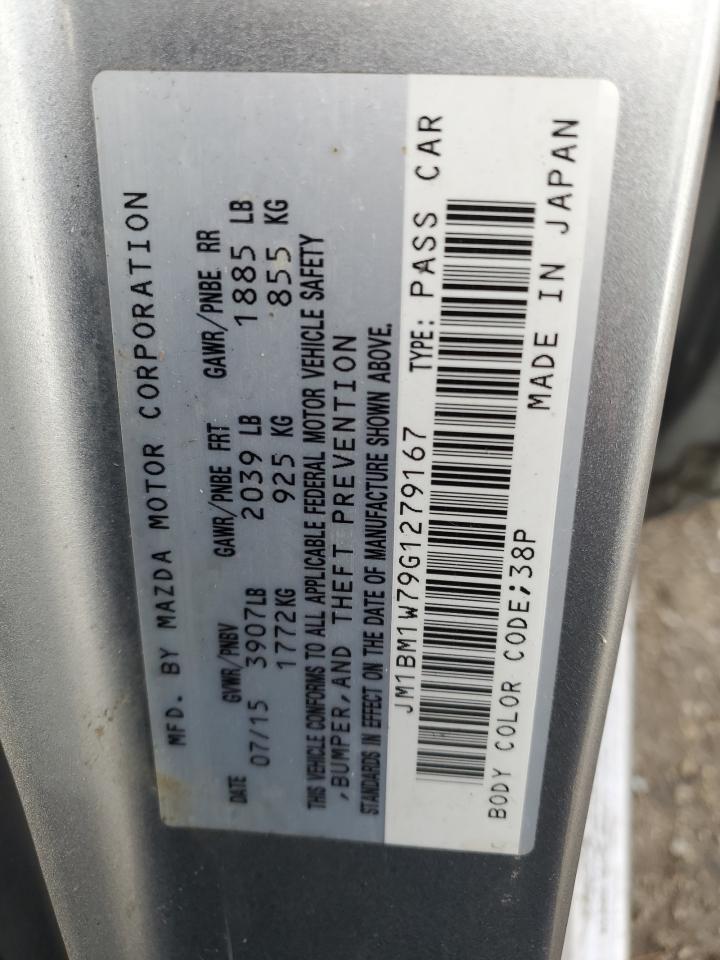 MFD. BY MAZDA MOTOR CORPORATION
DATE GVWR/PNBV GAWR/PNBE FRT GAWR/PNBE RR
07/15 3907LB 2039 LB 1885 LB
1772KG 925 KG 855 KG
THIS VEHICLE CONFORMS TO ALL APPLICABLE FEDERAL MOTOR VEHICLE SAFETY
,BUMPER,AND THEFT PREVENTION
STANDARDS IN EFFECT ON THE DATE OF MANUFACTURE SHOWN ABOVE.
JM1BM1W79G1279167 TYPE: PASS CAR
BODY COLOR CODE;38P MADE IN JAPAN